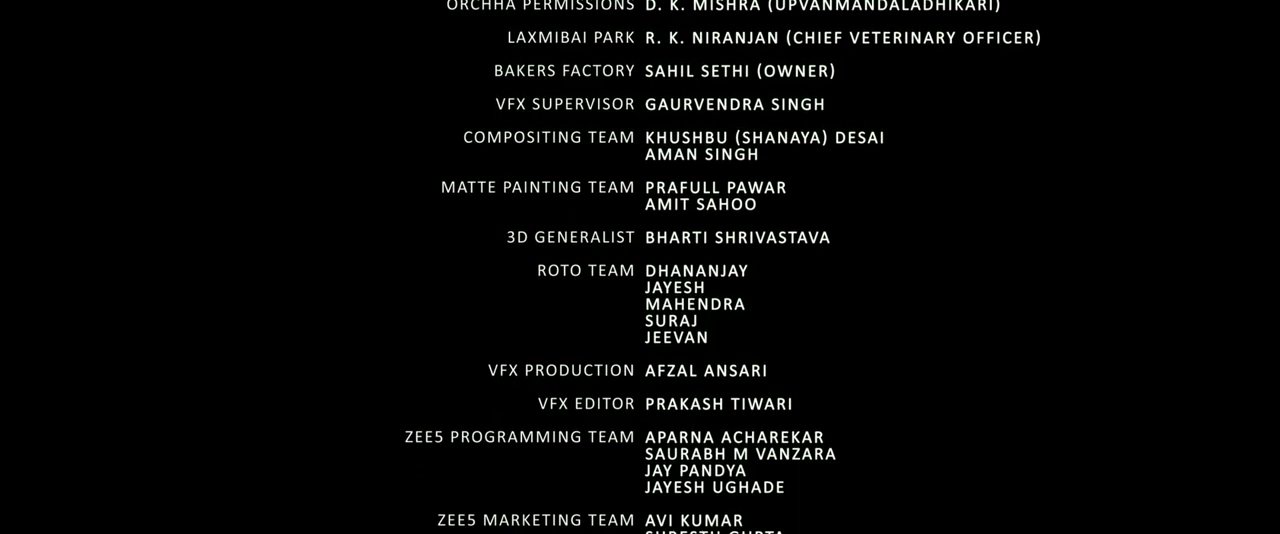 ORCHHA PERMISSIONS D. K. MISHRA (UPVANMANDALADHIKARI)
LAXMIBAI PARK R. K. NIRANJAN (CHIEF VETERINARY OFFICER)
BAKERS FACTORY SAHIL SETHI (OWNER)
VFX SUPERVISOR GAURVENDRA SINGH
COMPOSITING TEAM KHUSHBU (SHANAYA) DESAI
AMAN SINGH
MATTE PAINTING TEAM PRAFULL PAWAR
AMIT SAHOO
3D GENERALIST BHARTI SHRIVASTAVA
ROTO TEAM DHANANJAY
JAYESH
MAHENDRA
SURAJ
JEEVAN
VFX PRODUCTION AFZAL ANSARI
VFX EDITOR PRAKASH TIWARI
ZEE5 PROGRAMMING TEAM APARNA ACHAREKAR
SAURABH M VANZARA
JAY PANDYA
JAYESH UGHADE
ZEE5 MARKETING TEAM AVI KUMAR